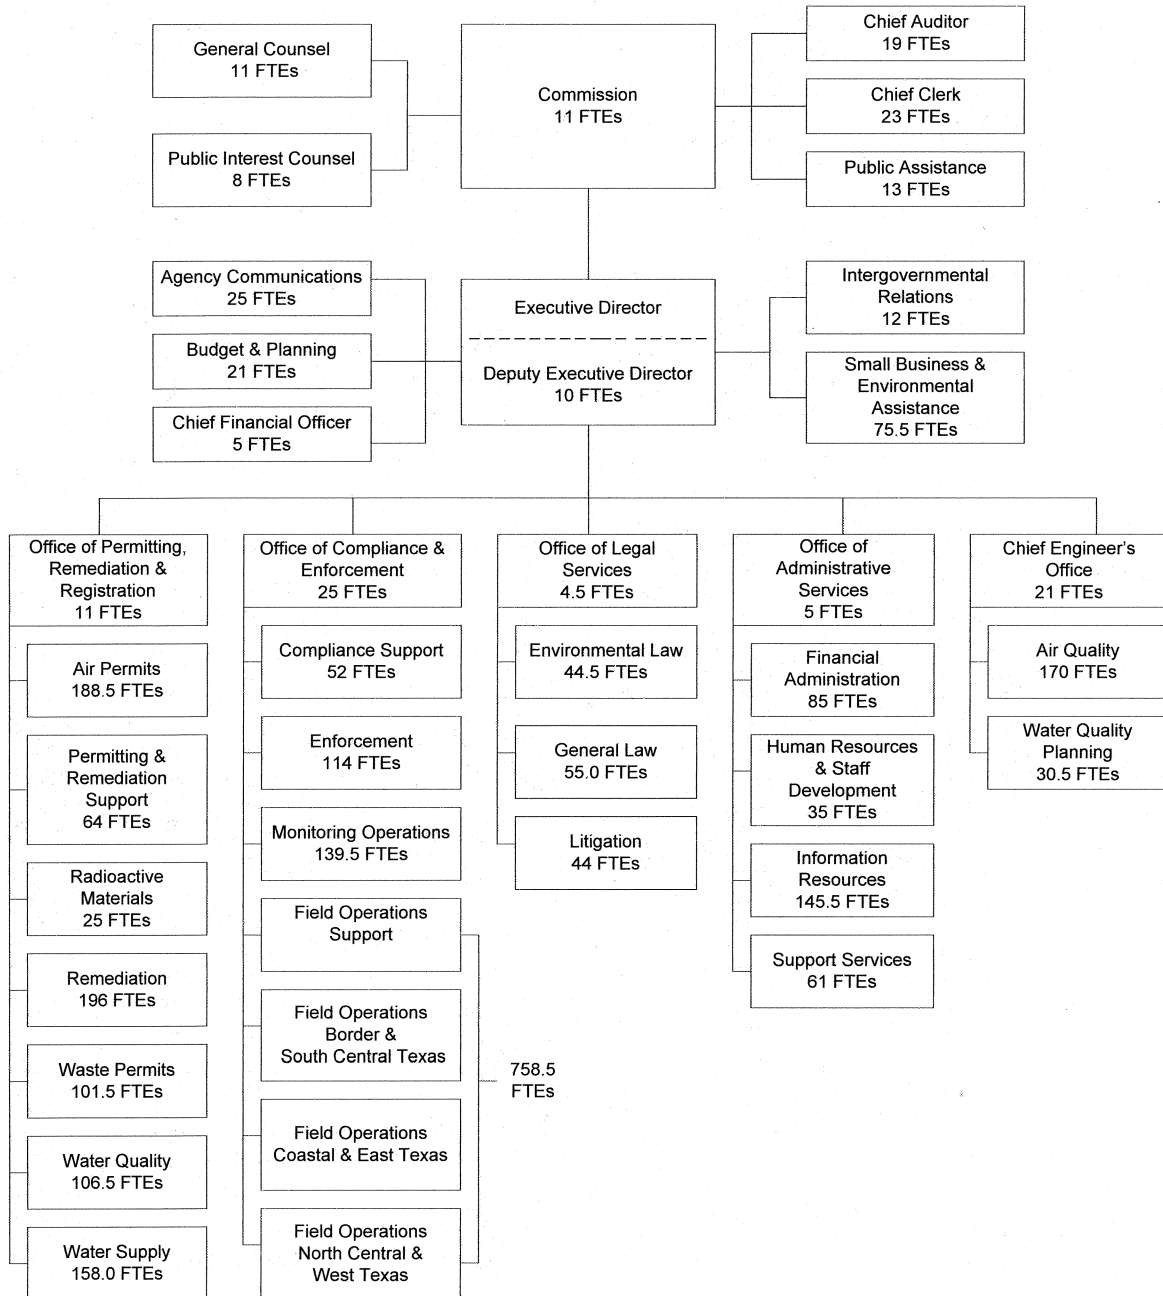 General Counsel
11 FTEs
Public Interest Counsel
8 FTEs
Commission
11 FTEs
Chief Auditor
19 FTEs
Chief Clerk
23 FTEs
Public Assistance
13 FTEs
Agency Communications
25 FTEs
Budget & Planning
21 FTEs
Chief Financial Officer
5 FTEs
Executive Director
Deputy Executive Director
10 FTEs
Intergovernmental
Relations
12 FTEs
Small Business &
Environmental
Assistance
75.5 FTEs
Office of Permitting,
Remediation &
Registration
11 FTEs
Air Permits
188.5 FTEs
Permitting &
Remediation
Support
64 FTEs
Radioactive
Materials
25 FTEs
Remediation
196 FTEs
Waste Permits
101.5 FTEs
Water Quality
106.5 FTEs
Water Supply
158.0 FTEs
Office of Compliance &
Enforcement
25 FTEs
Compliance Support
52 FTEs
Enforcement
114 FTEs
Monitoring Operations
139.5 FTEs
Field Operations
Support
Field Operations
Border &
South Central Texas
Field Operations
Coastal & East Texas
Field Operations
North Central &
West Texas
758.5
FTEs
Office of Legal
Services
4.5 FTEs
Environmental Law
44.5 FTEs
General Law
55.0 FTEs
Litigation
44 FTEs
Office of
Administrative
Services
5 FTEs
Financial
Administration
85 FTEs
Human Resources
& Staff
Development
35 FTEs
Information
Resources
145.5 FTEs
Support Services
61 FTEs
Chief Engineer's
Office
21 FTEs
Air Quality
170 FTEs
Water Quality
Planning
30.5 FTEs